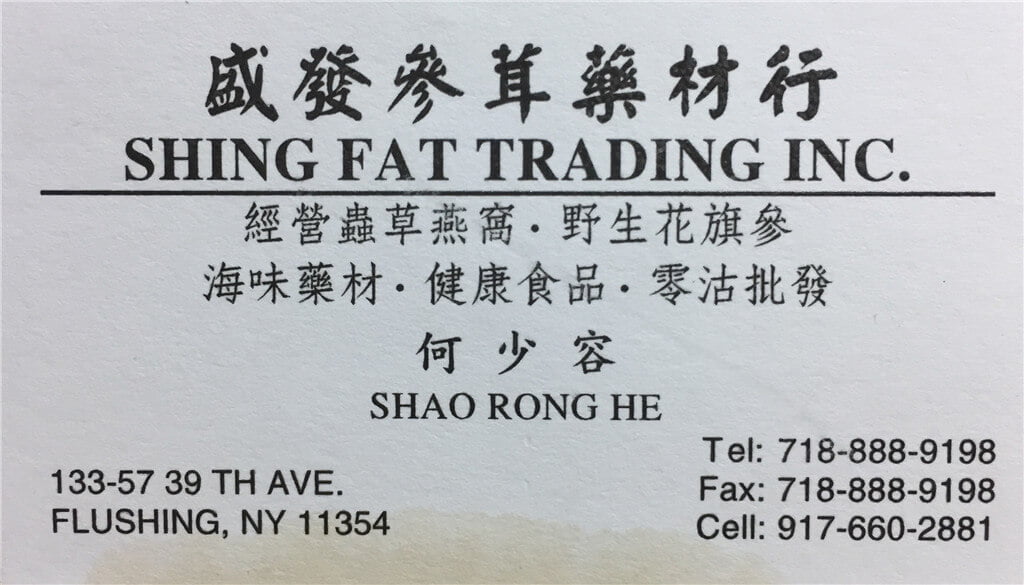 盛發參茸藥材行
SHING FAT TRADING INC.
經營蟲草燕窩·野生花旗參
海味藥材·健康食品·零沽批發
何少容
SHAO RONG HE
133-57 39 TH AVE.
FLUSHING, NY 11354
Tel: 718-888-9198
Fax: 718-888-9198
Cell: 917-660-2881